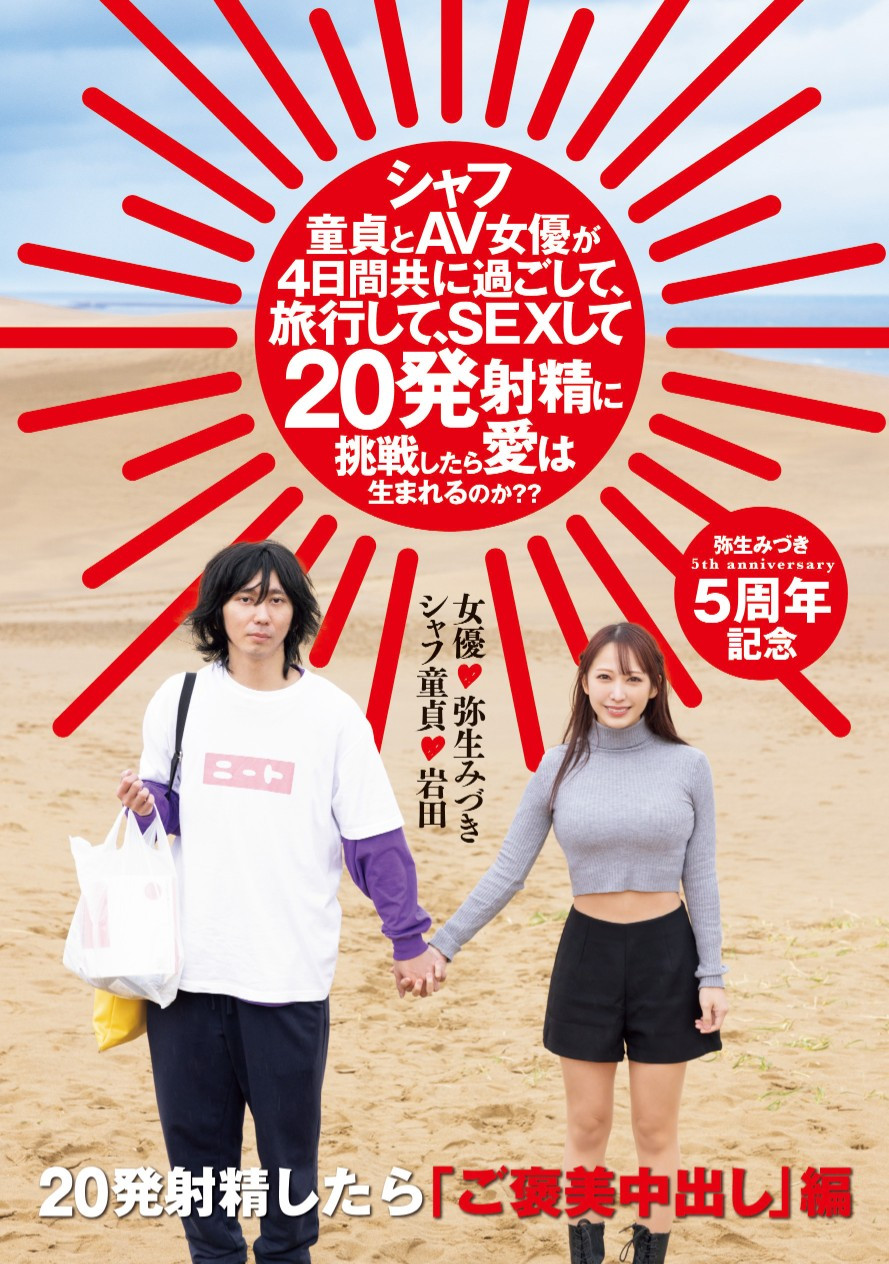 シャフ
童貞とAV女優が
4日間共に過ごして、
旅行して、SEXして
20発射精に
挑戦したら愛は
生まれるのか??
弥生みづき
5th anniversary
5周年
記念
女優♥弥生みづき
シャフ童貞♥岩田
20発射精したら「ご褒美中出し」編